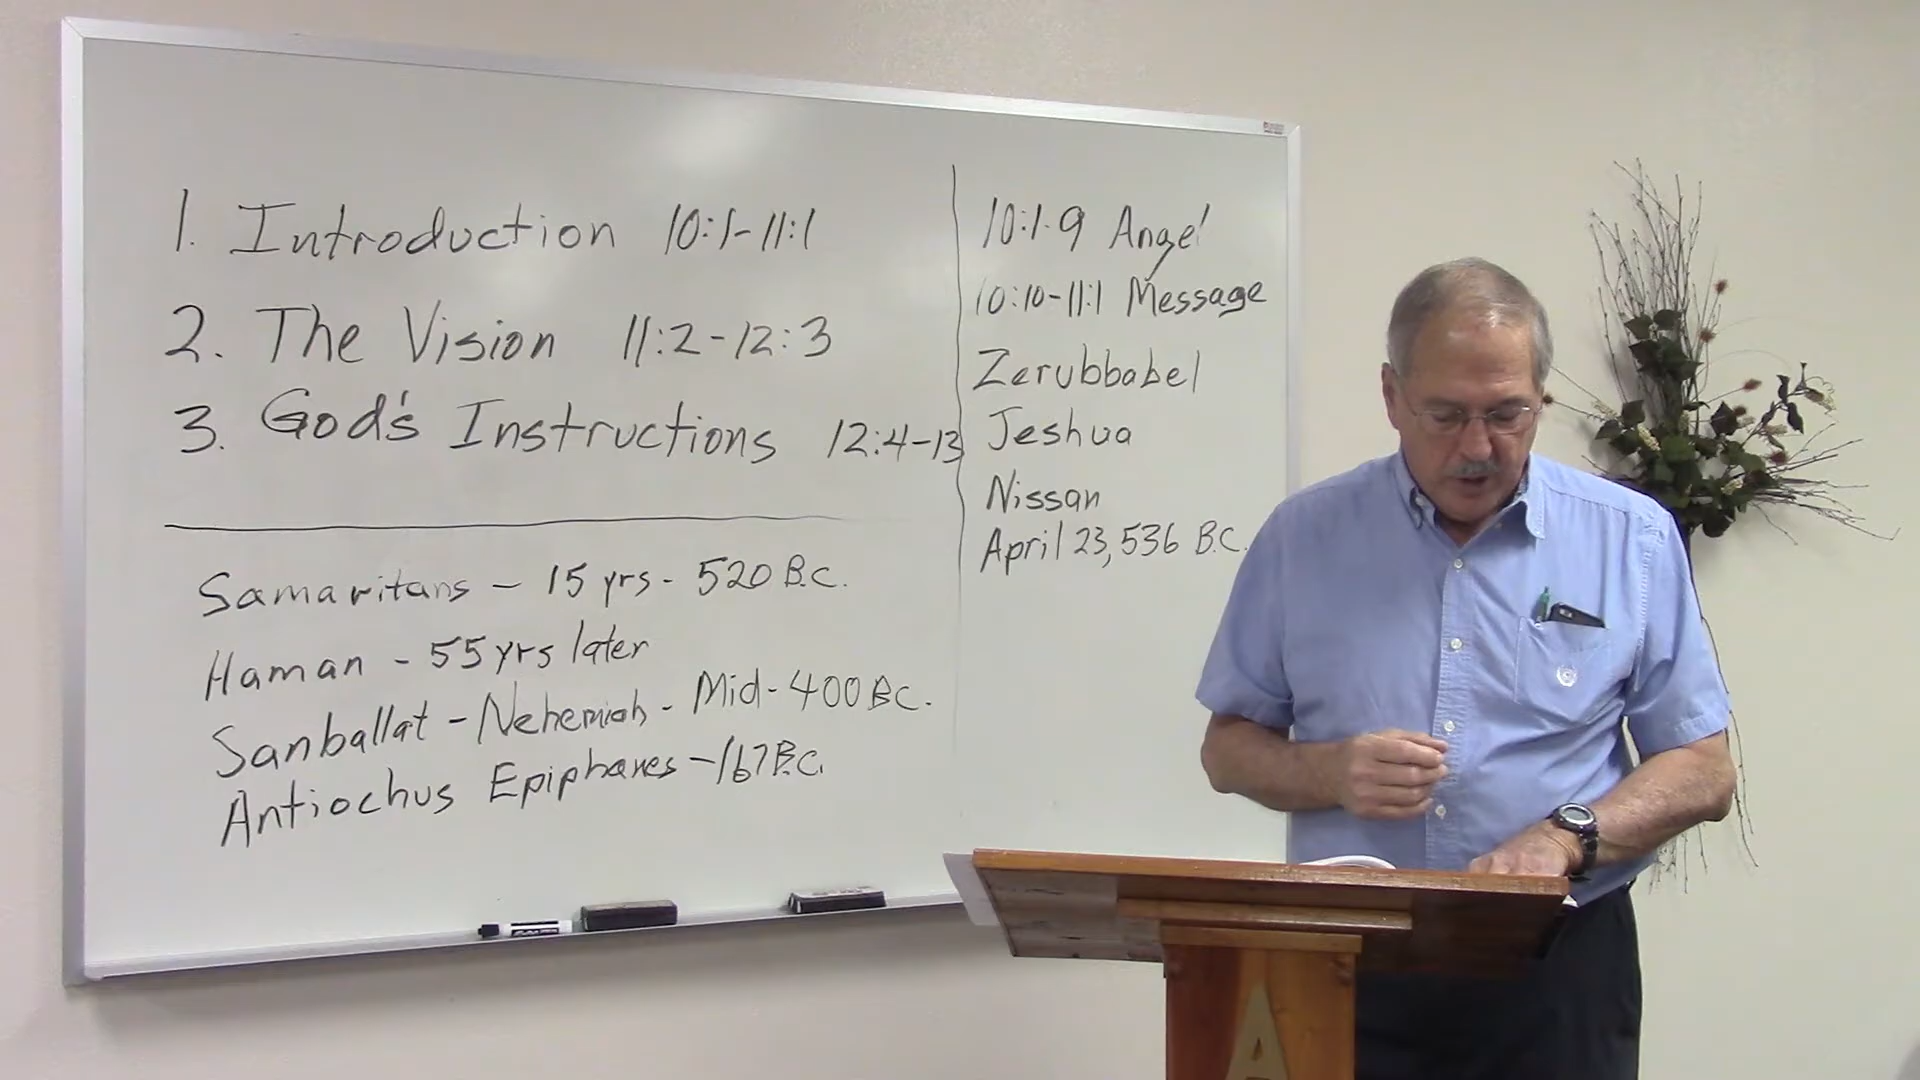 1. Introduction 10:1-11:1
2. The Vision 11:2-12:3
3. God's Instructions 12:4-13
Samaritans - 15 yrs - 520 B.C.
Haman - 55 yrs later
Sanballat - Nehemiah - Mid-400 BC.
Antiochus Epiphanes - 167 B.C.
10:1-9 Angel
10:10-11:1 Message
Zerubbabel
Jeshua
Nissan
April 23, 536 B.C.